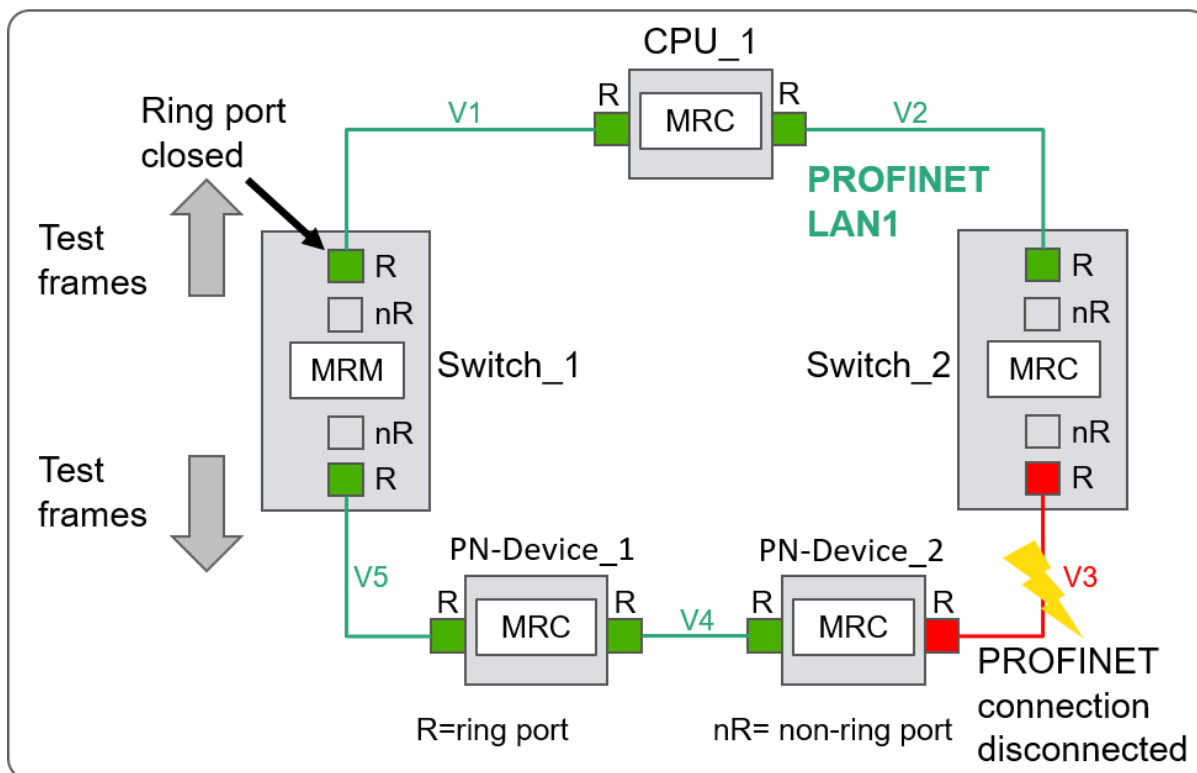 CPU_1
R
MRC
R
V1
V2
Ring port
closed
PROFINET
LAN1
Test
frames
R
nR
MRM
nR
R
Switch_1
Switch_2
R
nR
MRC
nR
R
Test
frames
V5
PN-Device_1
R
MRC
R
V4
PN-Device_2
R
MRC
R
V3
PROFINET
connection
disconnected
R=ring port
nR= non-ring port